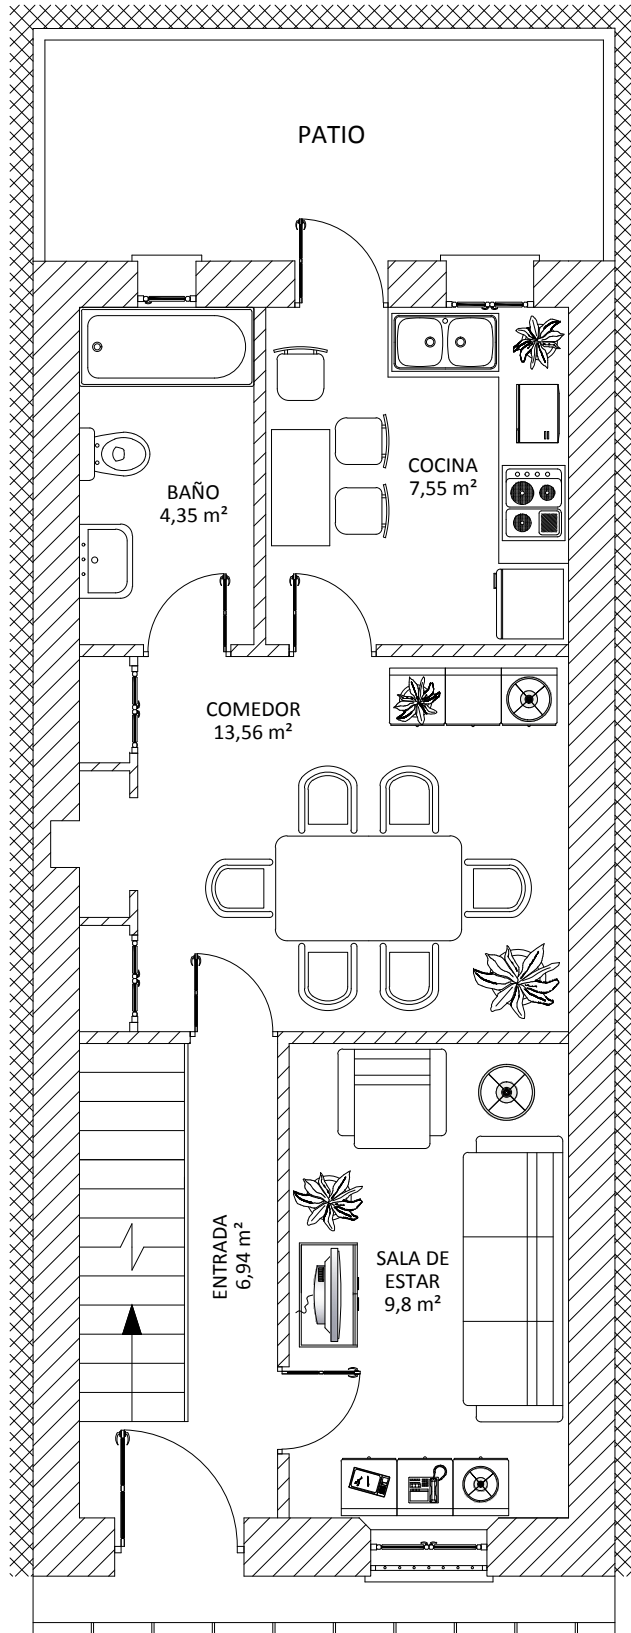 PATIO
BAÑO
4,35 m²
COCINA
7,55 m²
COMEDOR
13,56 m²
ENTRADA
6,94 m²
SALA DE
ESTAR
9,8 m²